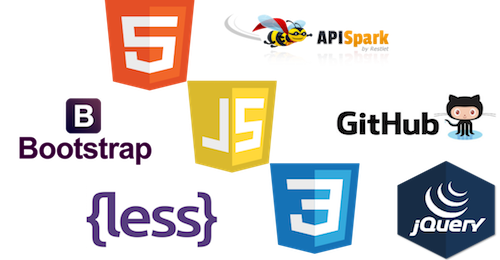 5
APISpark
by Restlet
B
Bootstrap
JS
GitHub
{less}
3
jQuery